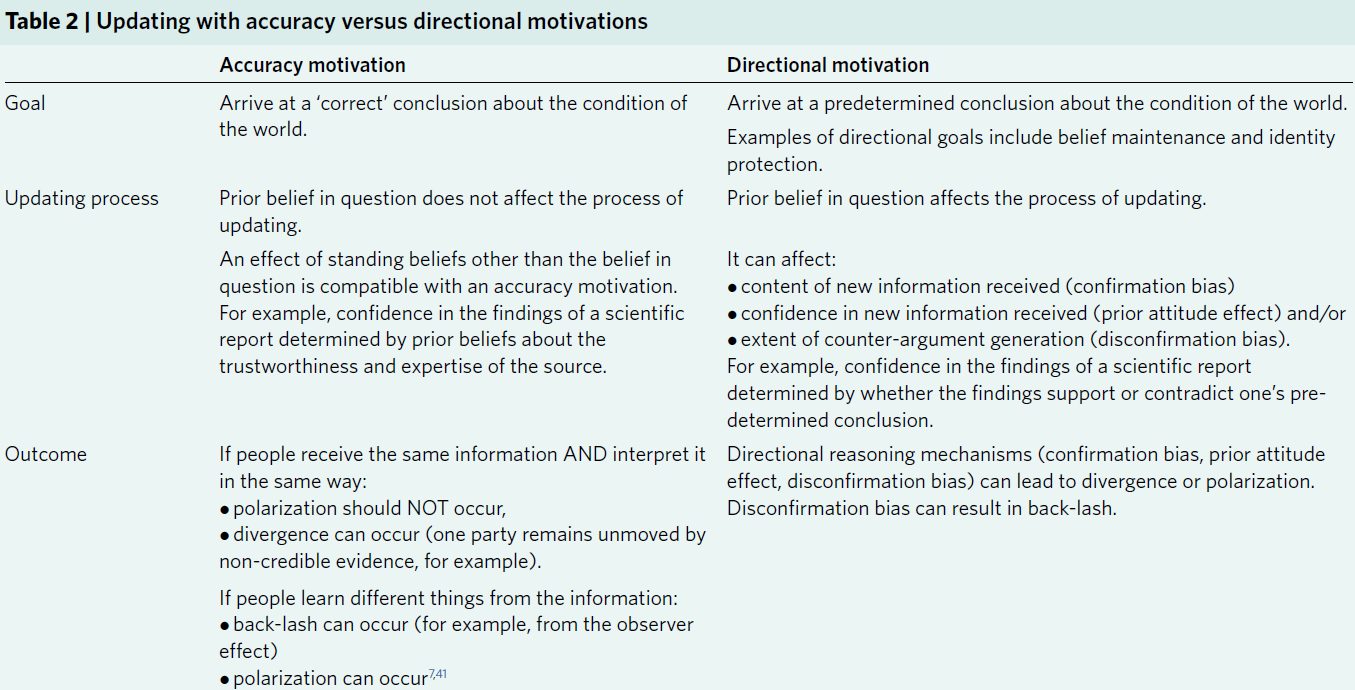 Table 2 | Updating with accuracy versus directional motivations
Accuracy motivation
Directional motivation
Goal
Arrive at a ‘correct’ conclusion about the condition of
the world.
Arrive at a predetermined conclusion about the condition of the world.
Examples of directional goals include belief maintenance and identity
protection.
Updating process
Prior belief in question does not affect the process of
updating.
An effect of standing beliefs other than the belief in
question is compatible with an accuracy motivation.
For example, confidence in the findings of a scientific
report determined by prior beliefs about the
trustworthiness and expertise of the source.
Prior belief in question affects the process of updating.
It can affect:
• content of new information received (confirmation bias)
• confidence in new information received (prior attitude effect) and/or
• extent of counter-argument generation (disconfirmation bias).
For example, confidence in the findings of a scientific report
determined by whether the findings support or contradict one’s pre-
determined conclusion.
Outcome
If people receive the same information AND interpret it
in the same way:
• polarization should NOT occur,
• divergence can occur (one party remains unmoved by
non-credible evidence, for example).
If people learn different things from the information:
• back-lash can occur (for example, from the observer
effect)
• polarization can occur7,41
Directional reasoning mechanisms (confirmation bias, prior attitude
effect, disconfirmation bias) can lead to divergence or polarization.
Disconfirmation bias can result in back-lash.